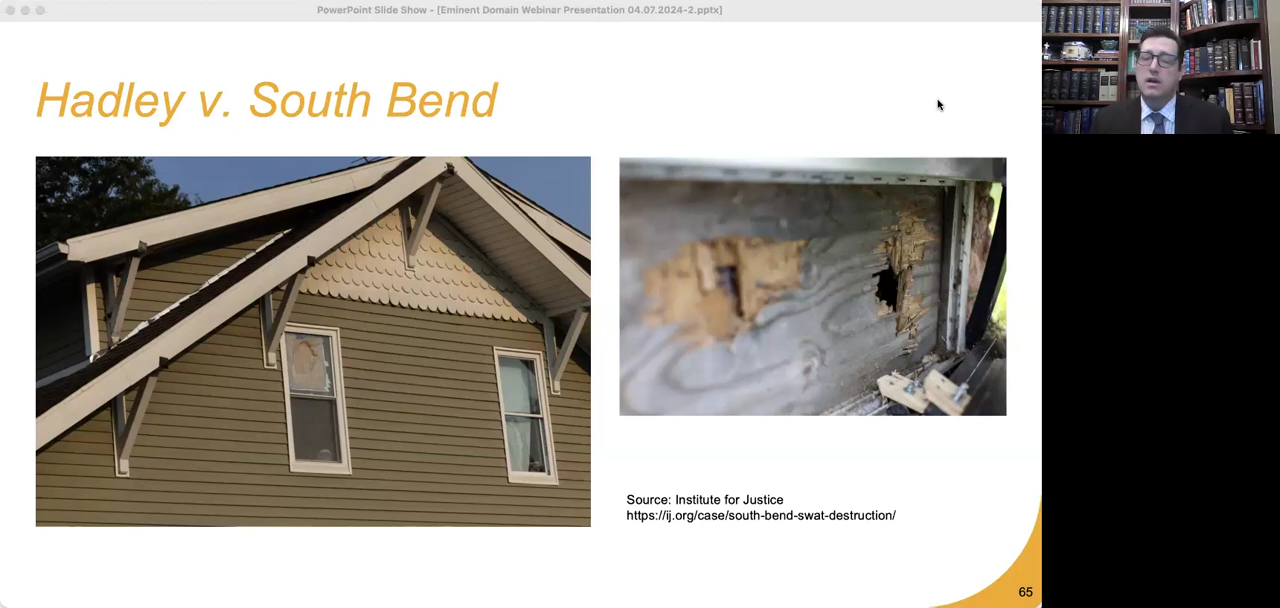 PowerPoint Slide Show - [Eminent Domain Webinar Presentation 04.07.2024-2.pptx]
Hadley v. South Bend
Source: Institute for Justice
https://ij.org/case/south-bend-swat-destruction/
65